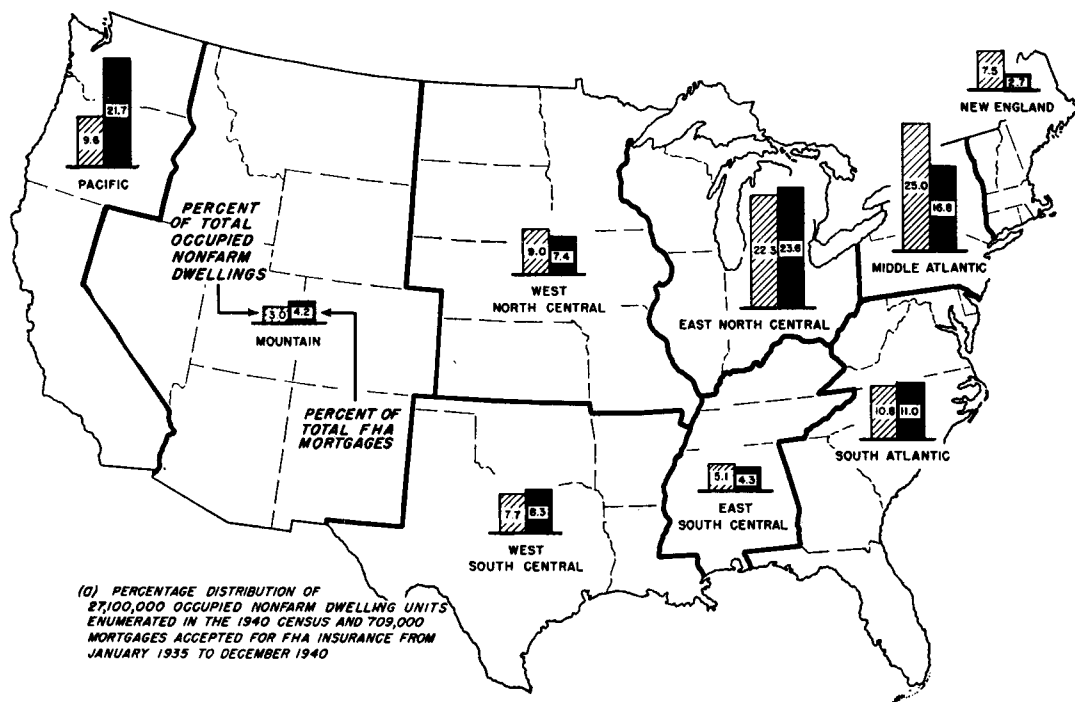 9.6
21.7
PACIFIC
7.5
2.7
NEW ENGLAND
25.0
16.8
MIDDLE ATLANTIC
22.3
23.6
EAST NORTH CENTRAL
9.0
7.4
WEST
NORTH CENTRAL
PERCENT
OF TOTAL
OCCUPIED
NONFARM
DWELLINGS
3.0
4.2
MOUNTAIN
PERCENT OF
TOTAL FHA
MORTGAGES
10.8
11.0
SOUTH ATLANTIC
5.1
4.3
EAST
SOUTH CENTRAL
7.7
8.3
WEST
SOUTH CENTRAL
(a) PERCENTAGE DISTRIBUTION OF
27,100,000 OCCUPIED NONFARM DWELLING UNITS
ENUMERATED IN THE 1940 CENSUS AND 709,000
MORTGAGES ACCEPTED FOR FHA INSURANCE FROM
JANUARY 1935 TO DECEMBER 1940